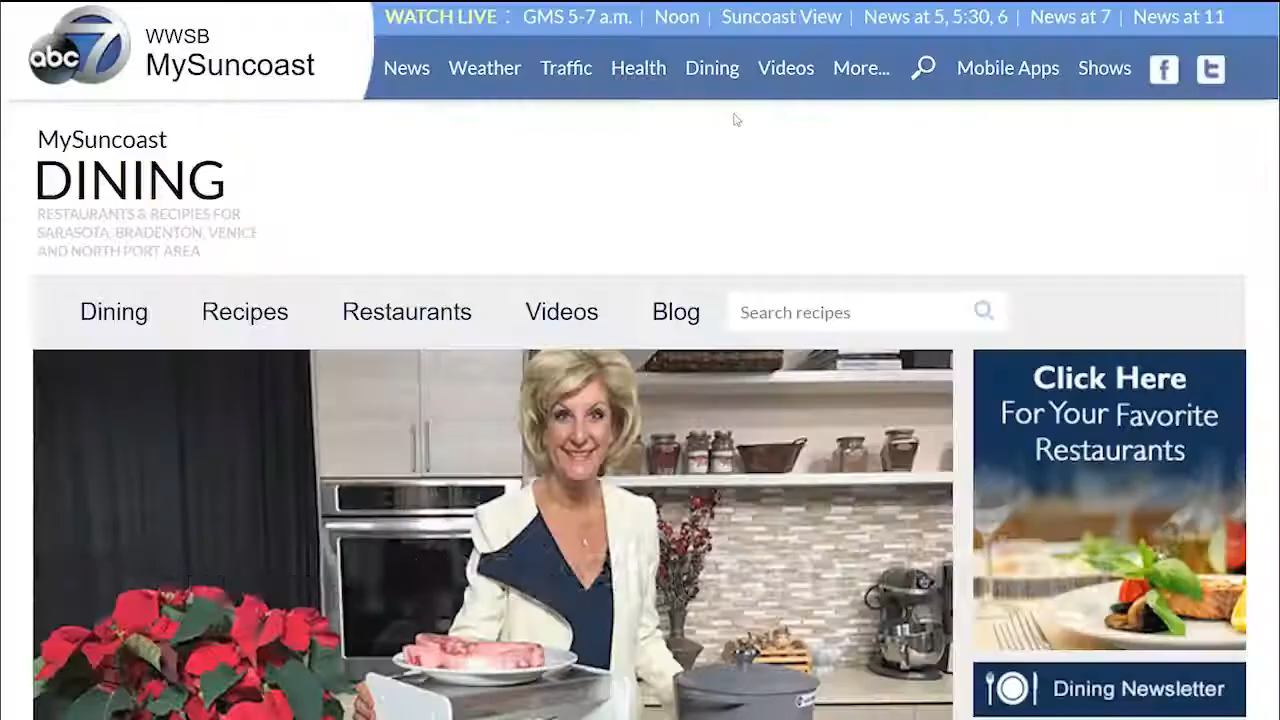 WATCH LIVE : GMS 5-7 a.m. | Noon | Suncoast View | News at 5, 5:30, 6 | News at 7 | News at 11
abc 7
WWSB
MySuncoast
News Weather Traffic Health Dining Videos More... Mobile Apps Shows
MySuncoast
DINING
RESTAURANTS & RECIPIES FOR
SARASOTA, BRADENTON, VENICE
AND NORTH PORT AREA
Dining Recipes Restaurants Videos Blog Search recipes
Click Here
For Your Favorite
Restaurants
Dining Newsletter